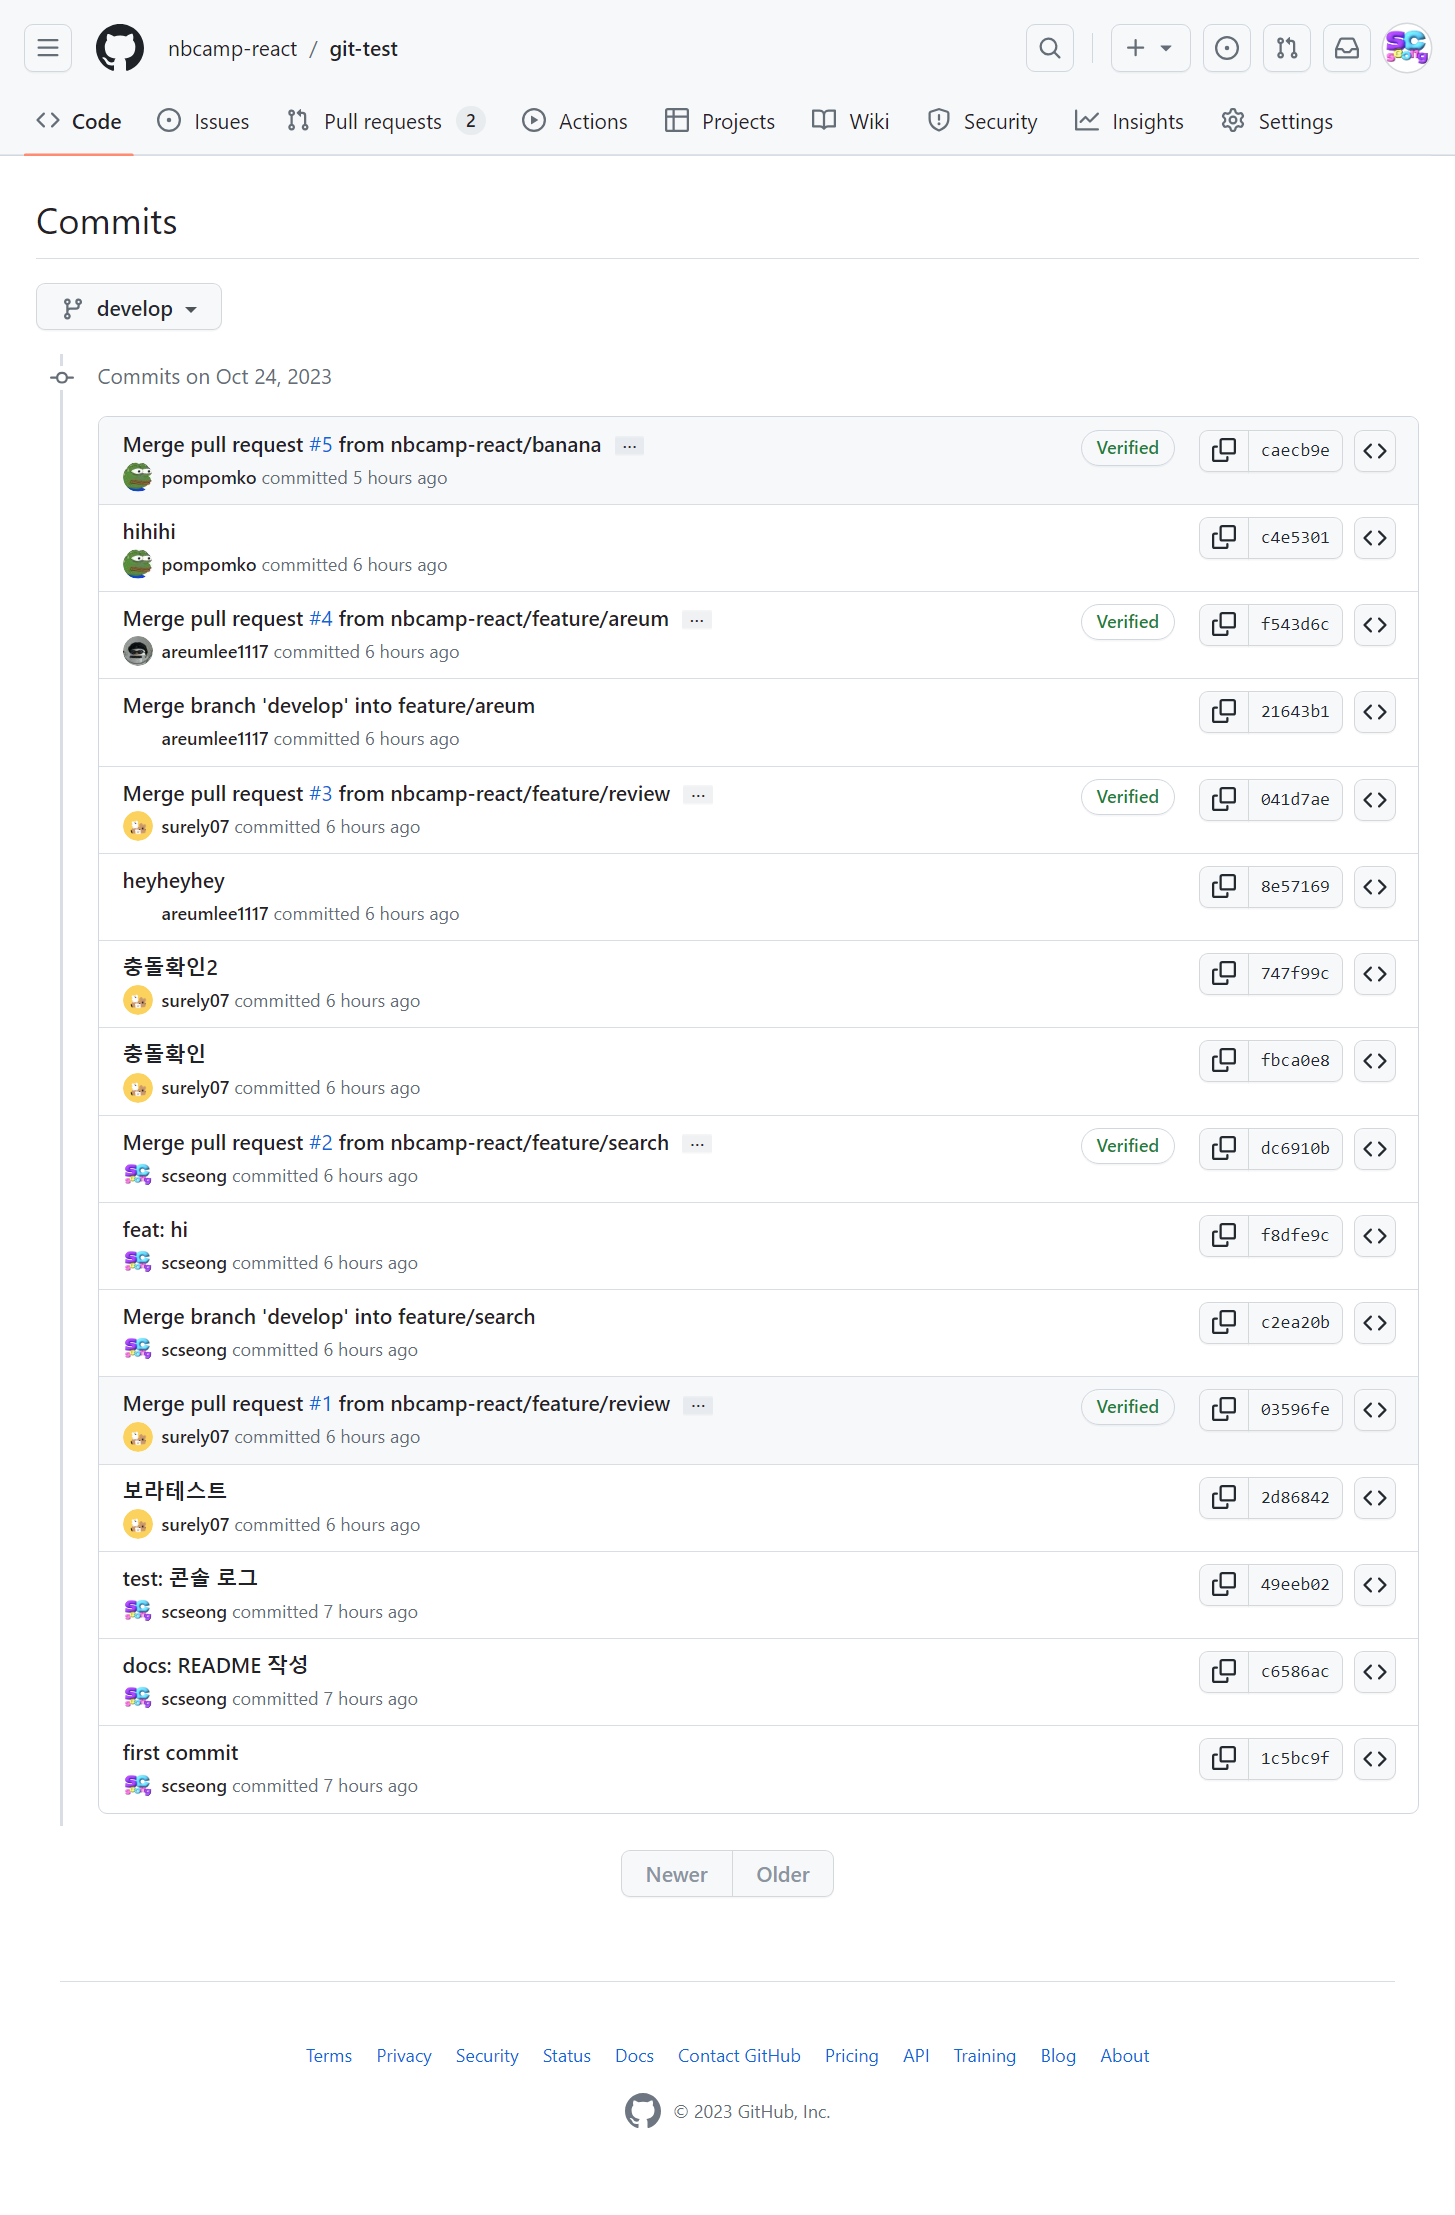 nbcamp-react / git-test
Code Issues Pull requests 2 Actions Projects Wiki Security Insights Settings
Commits
develop
Commits on Oct 24, 2023
Merge pull request #5 from nbcamp-react/banana ... Verified caecb9e
pompomko committed 5 hours ago
hihihi c4e5301
pompomko committed 6 hours ago
Merge pull request #4 from nbcamp-react/feature/areum ... Verified f543d6c
areumlee1117 committed 6 hours ago
Merge branch 'develop' into feature/areum 21643b1
areumlee1117 committed 6 hours ago
Merge pull request #3 from nbcamp-react/feature/review ... Verified 041d7ae
surely07 committed 6 hours ago
heyheyhey 8e57169
areumlee1117 committed 6 hours ago
충돌확인2 747f99c
surely07 committed 6 hours ago
충돌확인 fbca0e8
surely07 committed 6 hours ago
Merge pull request #2 from nbcamp-react/feature/search ... Verified dc6910b
scseong committed 6 hours ago
feat: hi f8dfe9c
scseong committed 6 hours ago
Merge branch 'develop' into feature/search c2ea20b
scseong committed 6 hours ago
Merge pull request #1 from nbcamp-react/feature/review ... Verified 03596fe
surely07 committed 6 hours ago
보라테스트 2d86842
surely07 committed 6 hours ago
test: 콘솔 로그 49eeb02
scseong committed 7 hours ago
docs: README 작성 c6586ac
scseong committed 7 hours ago
first commit 1c5bc9f
scseong committed 7 hours ago
Newer Older
Terms Privacy Security Status Docs Contact GitHub Pricing API Training Blog About
© 2023 GitHub, Inc.